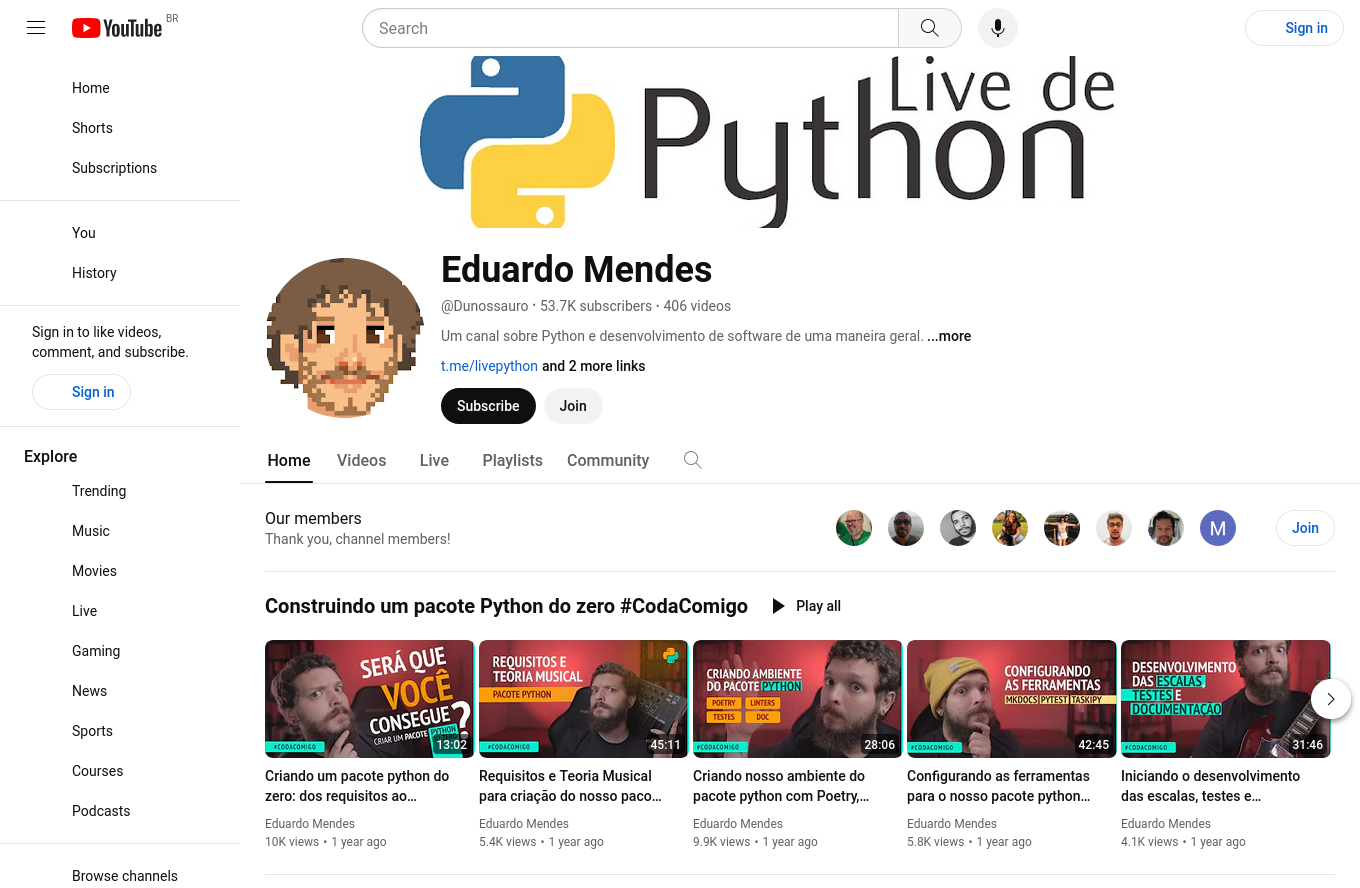 YouTube BR
Search
Sign in
Home
Shorts
Subscriptions
You
History
Sign in to like videos,
comment, and subscribe.
Sign in
Explore
Trending
Music
Movies
Live
Gaming
News
Sports
Courses
Podcasts
Browse channels
Live de
Python
Eduardo Mendes
@Dunossauro · 53.7K subscribers · 406 videos
Um canal sobre Python e desenvolvimento de software de uma maneira geral. ...more
t.me/livepython and 2 more links
Subscribe Join
Home Videos Live Playlists Community
Our members
Thank you, channel members!
M
Join
Construindo um pacote Python do zero #CodaComigo Play all
SERÁ QUE
VOCÊ
CONSEGUE?
CRIAR UM PACOTE PYTHON
#CODACOMIGO
13:02
Criando um pacote python do
zero: dos requisitos ao…
Eduardo Mendes
10K views • 1 year ago
REQUISITOS E
TEORIA MUSICAL
PACOTE PYTHON
#CODACOMIGO
45:11
Requisitos e Teoria Musical
para criação do nosso paco…
Eduardo Mendes
5.4K views • 1 year ago
CRIANDO AMBIENTE
DO PACOTE PYTHON
POETRY LINTERS
TESTES DOC
#CODACOMIGO
28:06
Criando nosso ambiente do
pacote python com Poetry,…
Eduardo Mendes
9.9K views • 1 year ago
CONFIGURANDO
AS FERRAMENTAS
MKDOCS|PYTEST|TASKIPY
#CODACOMIGO
42:45
Configurando as ferramentas
para o nosso pacote python…
Eduardo Mendes
5.8K views • 1 year ago
DESENVOLVIMENTO
DAS ESCALAS
TESTES E
DOCUMENTAÇÃO
#CODACOMIGO
31:46
Iniciando o desenvolvimento
das escalas, testes e…
Eduardo Mendes
4.1K views • 1 year ago